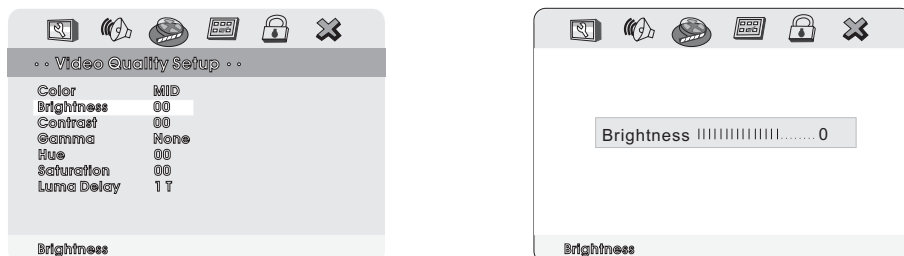 ◦ ◦ Video Quality Setup ◦ ◦
Color MID
Brightness 00
Contrast 00
Gamma None
Hue 00
Saturation 00
Luma Delay 1 T
Brightness
Brightness ||||||||||||||........ 0
Brightness